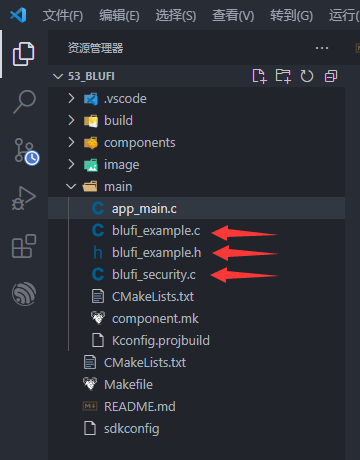 文件(F) 编辑(E) 选择(S) 查看(V) 转到(G) 运行(
资源管理器
53_BLUFI
.vscode
build
components
image
main
C app_main.c
C blufi_example.c
h blufi_example.h
C blufi_security.c
CMakeLists.txt
component.mk
Kconfig.projbuild
CMakeLists.txt
Makefile
README.md
sdkconfig